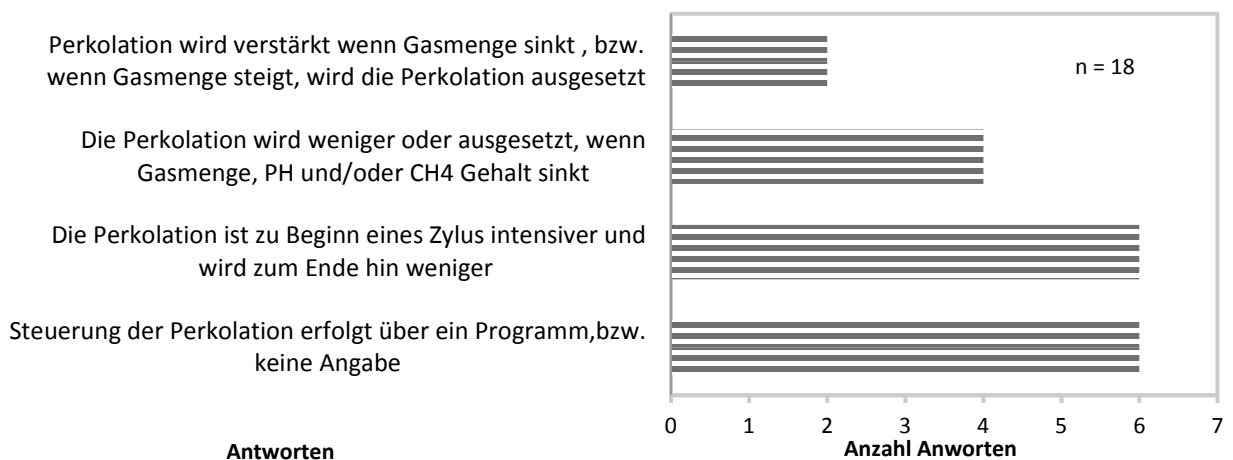 Perkolation wird verstärkt wenn Gasmenge sinkt , bzw.
wenn Gasmenge steigt, wird die Perkolation ausgesetzt
n = 18
Die Perkolation wird weniger oder ausgesetzt, wenn
Gasmenge, PH und/oder CH4 Gehalt sinkt
Die Perkolation ist zu Beginn eines Zylus intensiver und
wird zum Ende hin weniger
Steuerung der Perkolation erfolgt über ein Programm,bzw.
keine Angabe
0 1 2 3 4 5 6 7
Antworten
Anzahl Anworten